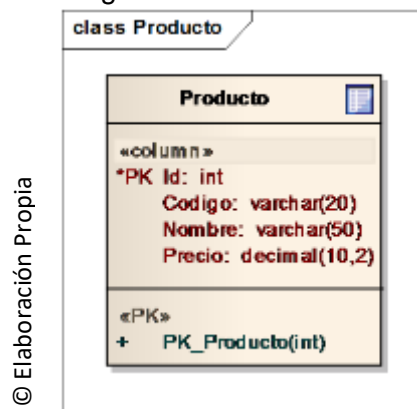 class Producto
Producto
«column»
*PK Id: int
Codigo: varchar(20)
Nombre: varchar(50)
Precio: decimal(10,2)
«PK»
+ PK_Producto(int)
© Elaboración Propia